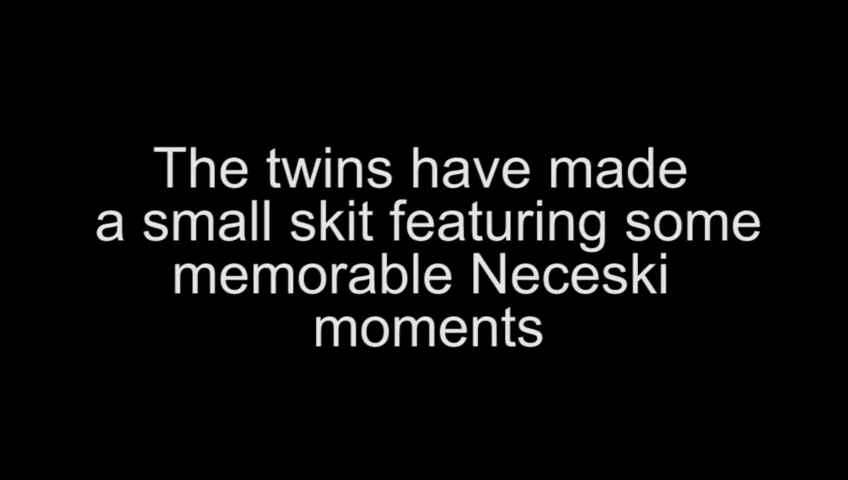 The twins have made
a small skit featuring some
memorable Neceski
moments